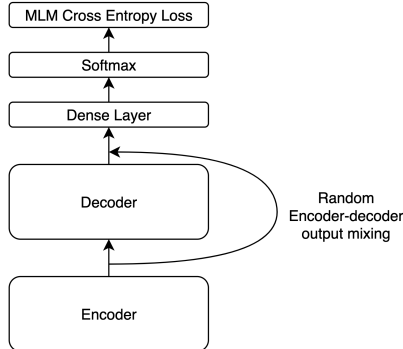 MLM Cross Entropy Loss
Softmax
Dense Layer
Decoder
Random
Encoder-decoder
output mixing
Encoder